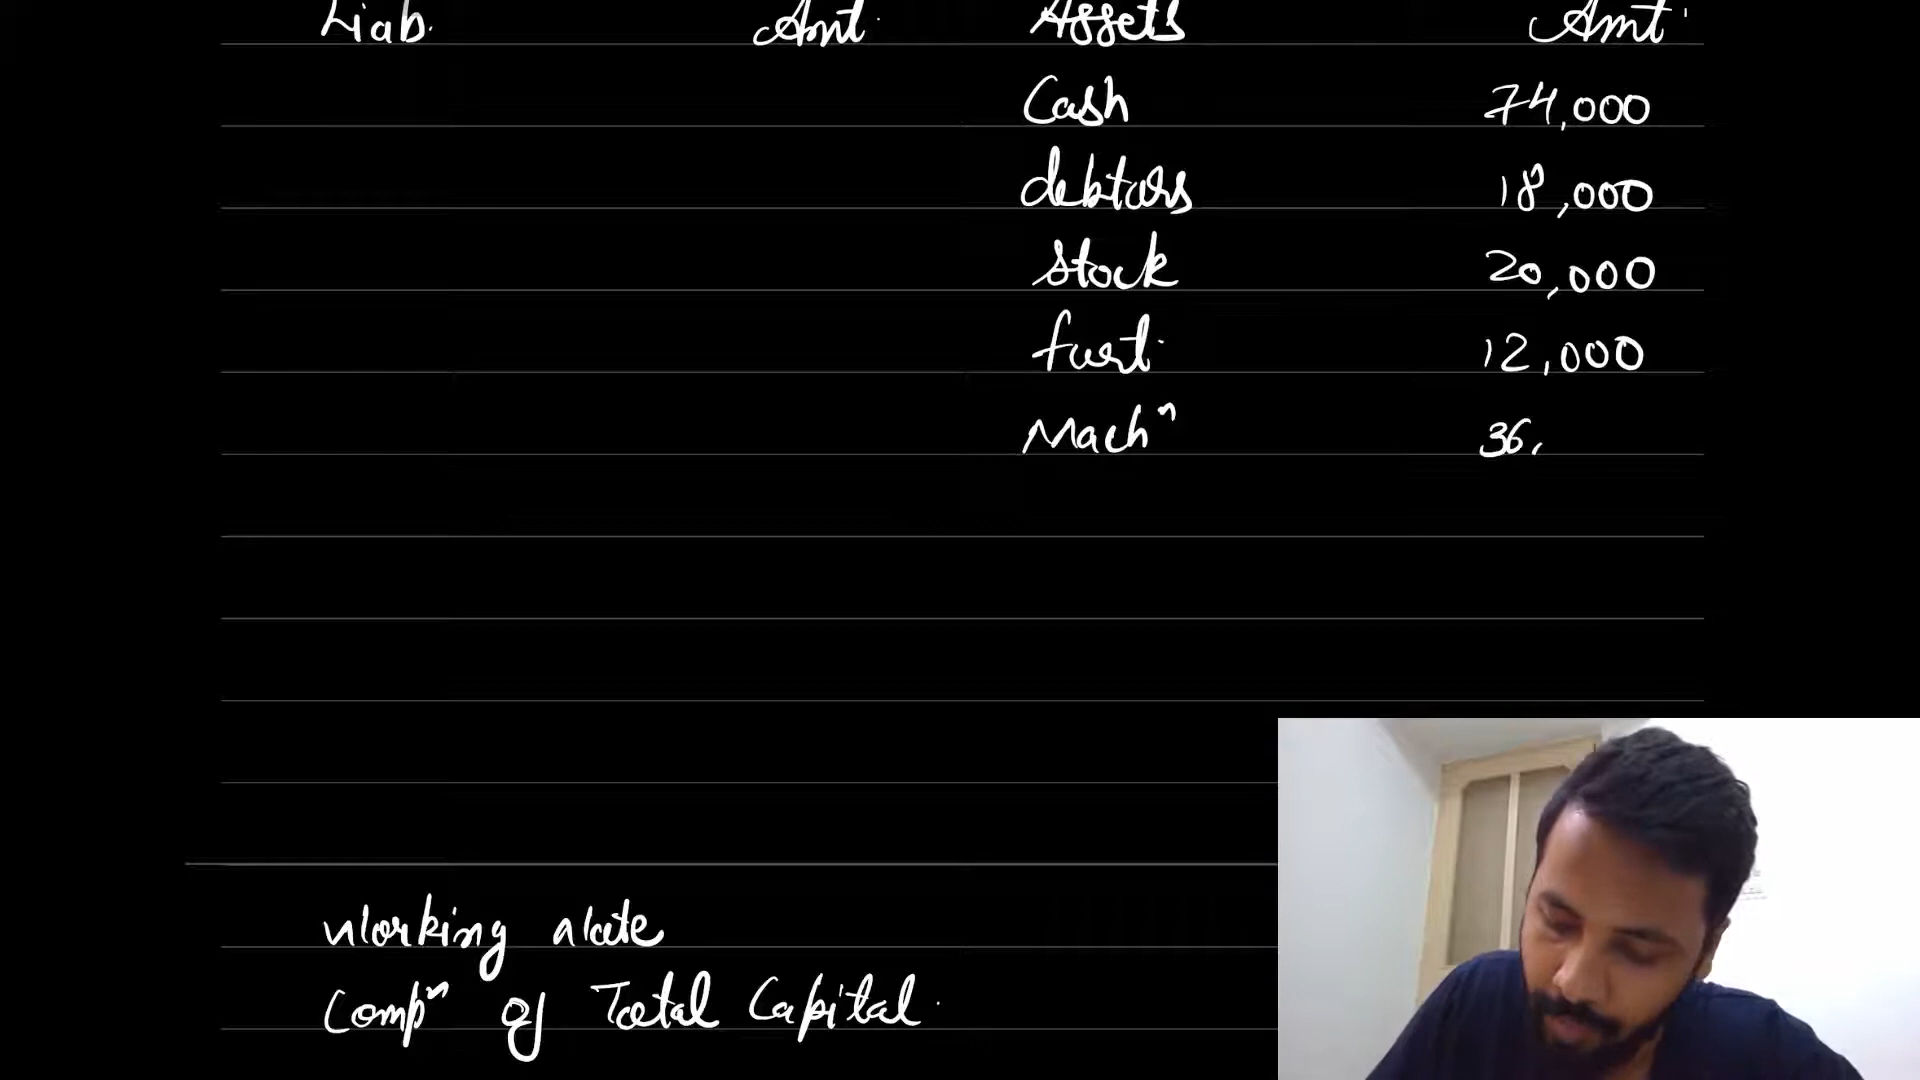 Liab. Amt. Assets Amt.
Cash 74,000
debtors 18,000
Stock 20,000
furt. 12,000
Machⁿ 36,
Working Note
Compⁿ of Total Capital.